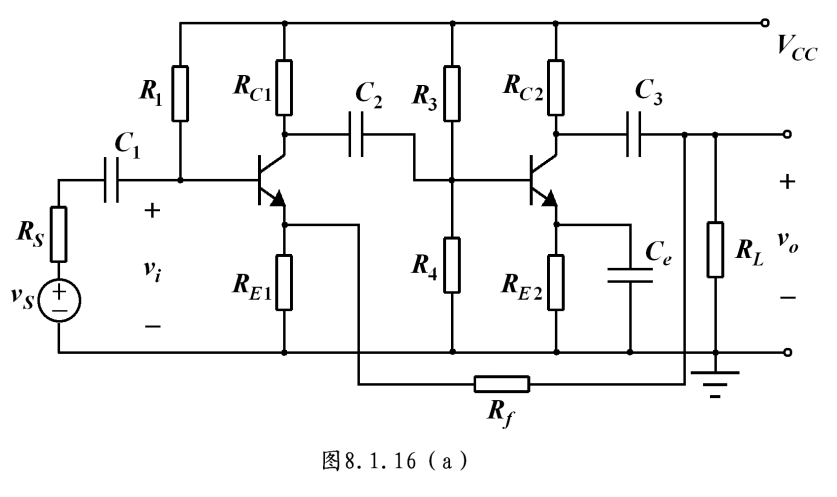 V_CC
R_1
R_C1
C_2
R_3
R_C2
C_3
C_1
+
+
R_S
v_i
R_E1
R_4
R_E2
C_e
R_L
v_o
v_S
+
−
−
−
R_f
图8.1.16（a）